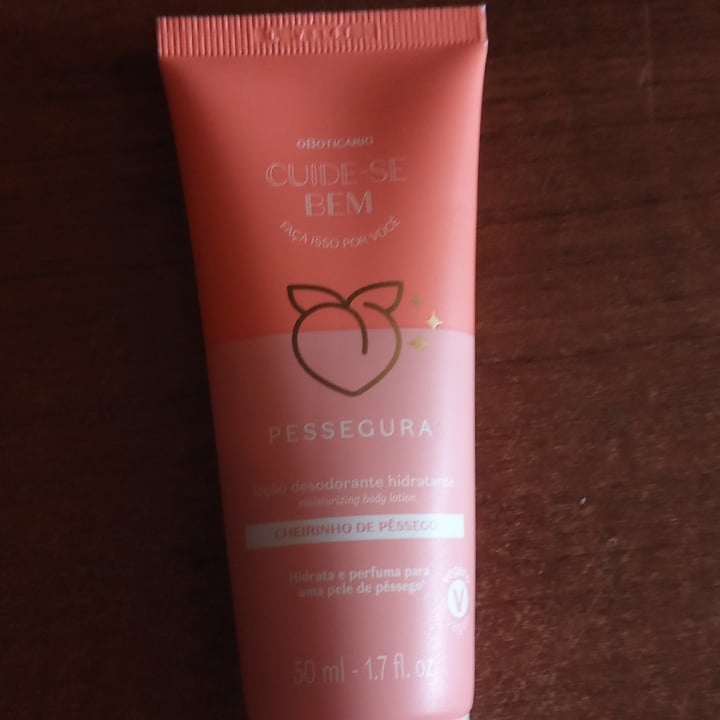 OBOTICÁRIO
CUIDE-SE
BEM
FAÇA ISSO POR VOCÊ
PESSEGURA
loção desodorante hidratante
moisturizing body lotion
CHEIRINHO DE PÊSSEGO
Hidrata e perfuma para
uma pele de pêssego¹
V
50 ml - 1.7 fl. oz